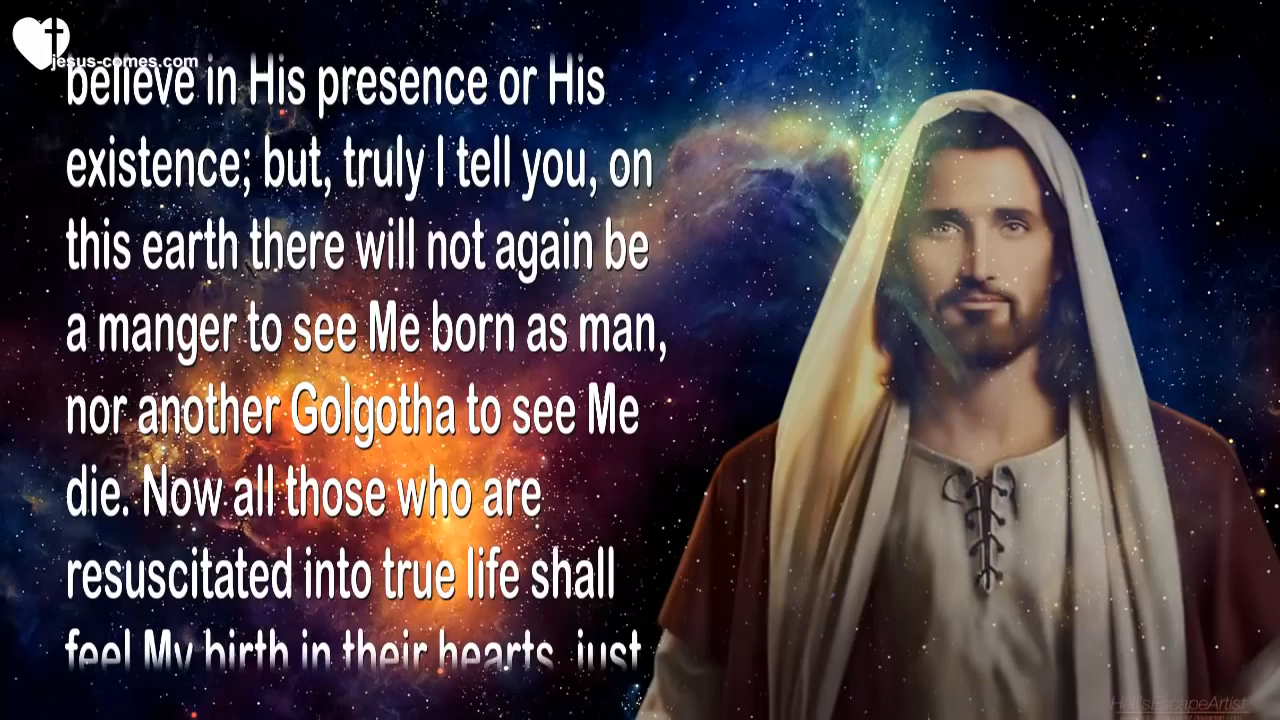 jesus-comes.com
believe in His presence or His
existence; but, truly I tell you, on
this earth there will not again be
a manger to see Me born as man,
nor another Golgotha to see Me
die. Now all those who are
resuscitated into true life shall
feel My birth in their hearts, just
HellsEscapeArtist